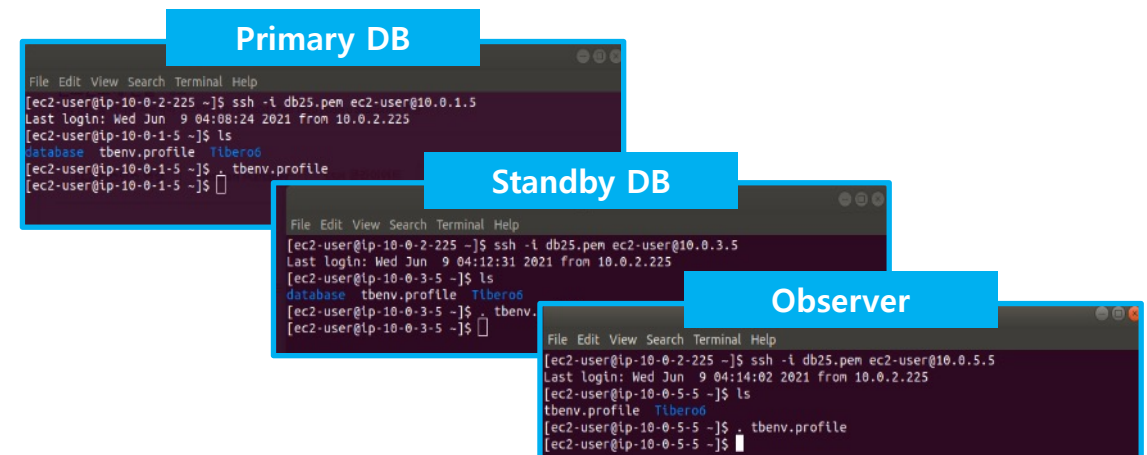 Primary DB
File Edit View Search Terminal Help
[ec2-user@ip-10-0-2-225 ~]$ ssh -i db25.pem ec2-user@10.0.1.5
Last login: Wed Jun  9 04:08:24 2021 from 10.0.2.225
[ec2-user@ip-10-0-1-5 ~]$ ls
database  tbenv.profile  Tibero6
[ec2-user@ip-10-0-1-5 ~]$ . tbenv.profile
[ec2-user@ip-10-0-1-5 ~]$
Standby DB
File Edit View Search Terminal Help
[ec2-user@ip-10-0-2-225 ~]$ ssh -i db25.pem ec2-user@10.0.3.5
Last login: Wed Jun  9 04:12:31 2021 from 10.0.2.225
[ec2-user@ip-10-0-3-5 ~]$ ls
database  tbenv.profile  Tibero6
[ec2-user@ip-10-0-3-5 ~]$ . tbenv.
[ec2-user@ip-10-0-3-5 ~]$
Observer
File Edit View Search Terminal Help
[ec2-user@ip-10-0-2-225 ~]$ ssh -i db25.pem ec2-user@10.0.5.5
Last login: Wed Jun  9 04:14:02 2021 from 10.0.2.225
[ec2-user@ip-10-0-5-5 ~]$ ls
tbenv.profile  Tibero6
[ec2-user@ip-10-0-5-5 ~]$ . tbenv.profile
[ec2-user@ip-10-0-5-5 ~]$